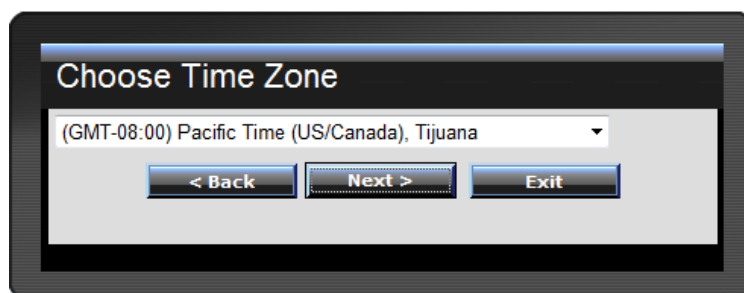 Choose Time Zone
(GMT-08:00) Pacific Time (US/Canada), Tijuana
< Back Next > Exit